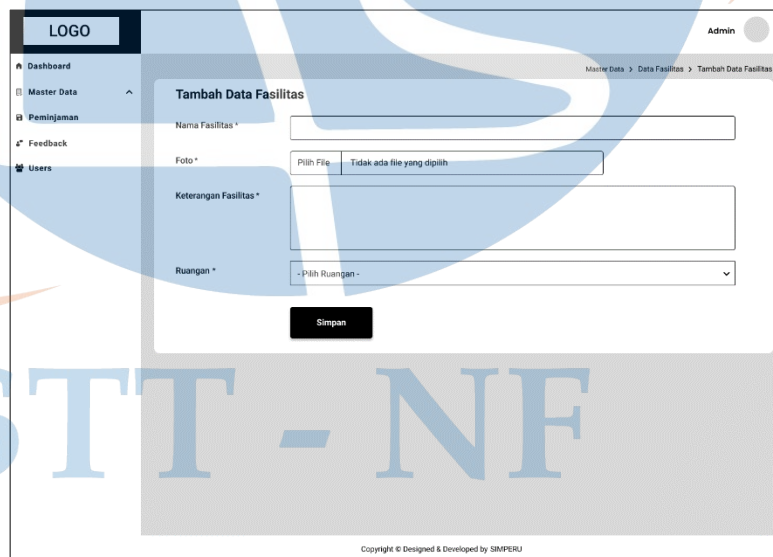 LOGO
Admin
Dashboard
Master Data
Peminjaman
Feedback
Users
Master Data > Data Fasilitas > Tambah Data Fasilitas
Tambah Data Fasilitas
Nama Fasilitas *
Foto *
Pilih File Tidak ada file yang dipilih
Keterangan Fasilitas *
Ruangan *
- Pilih Ruangan -
Simpan
STT - NF
Copyright © Designed & Developed by SIMPERU